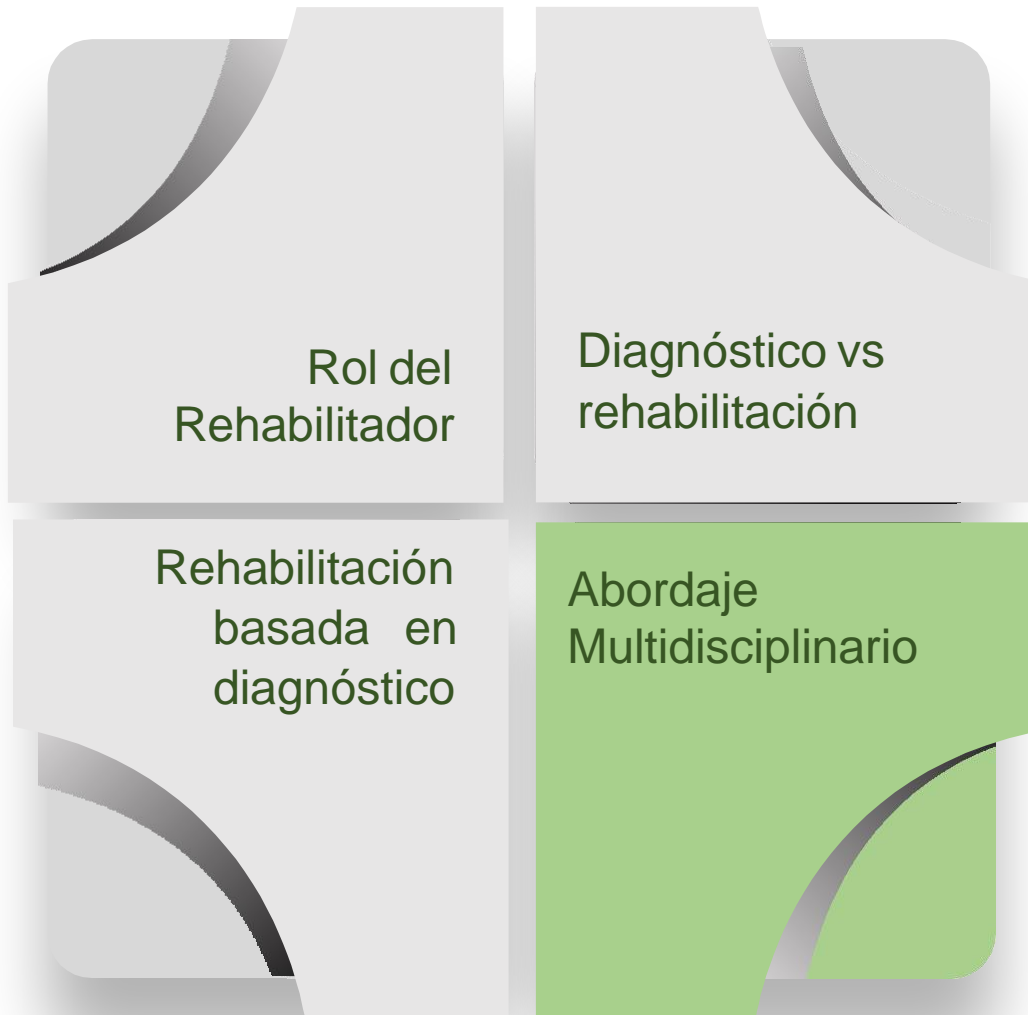 Rol del
Rehabilitador
Diagnóstico vs
rehabilitación
Rehabilitación
basada en
diagnóstico
Abordaje
Multidisciplinario